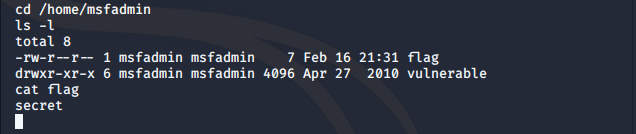 cd /home/msfadmin
ls -l
total 8
-rw-r--r-- 1 msfadmin msfadmin    7 Feb 16 21:31 flag
drwxr-xr-x 6 msfadmin msfadmin 4096 Apr 27  2010 vulnerable
cat flag
secret